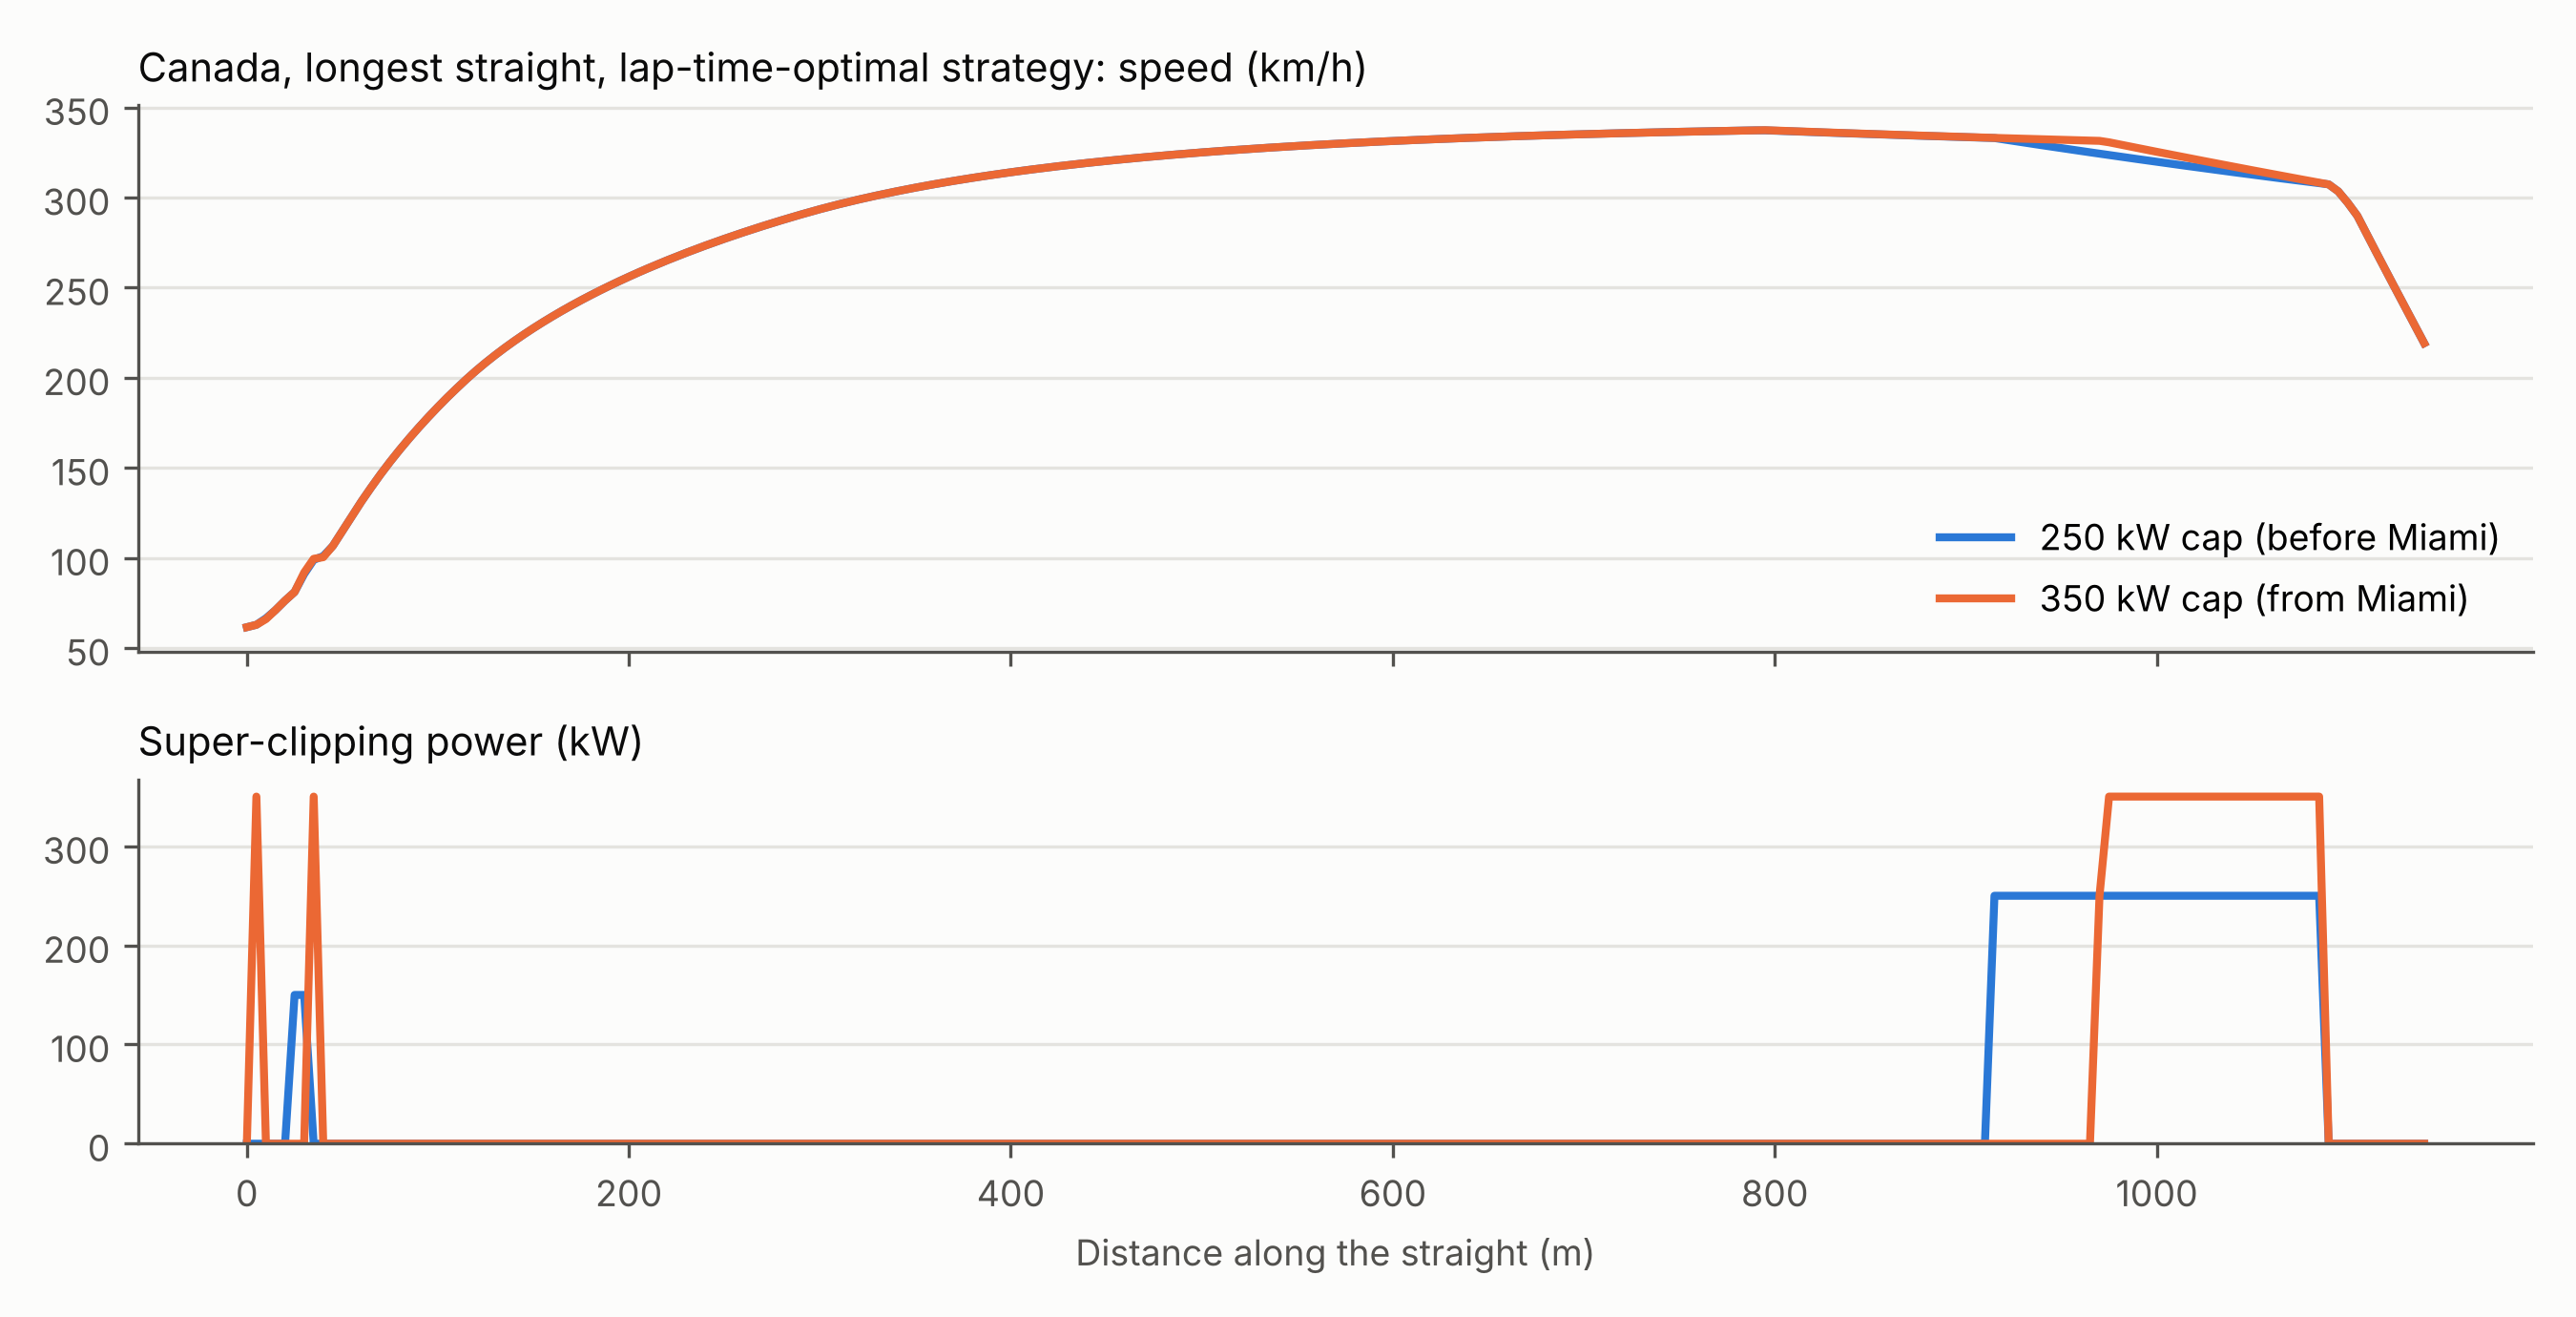 Canada, longest straight, lap-time-optimal strategy: speed (km/h)
350
300
250
200
150
100
50
250 kW cap (before Miami)
350 kW cap (from Miami)
Super-clipping power (kW)
300
200
100
0
0 200 400 600 800 1000
Distance along the straight (m)